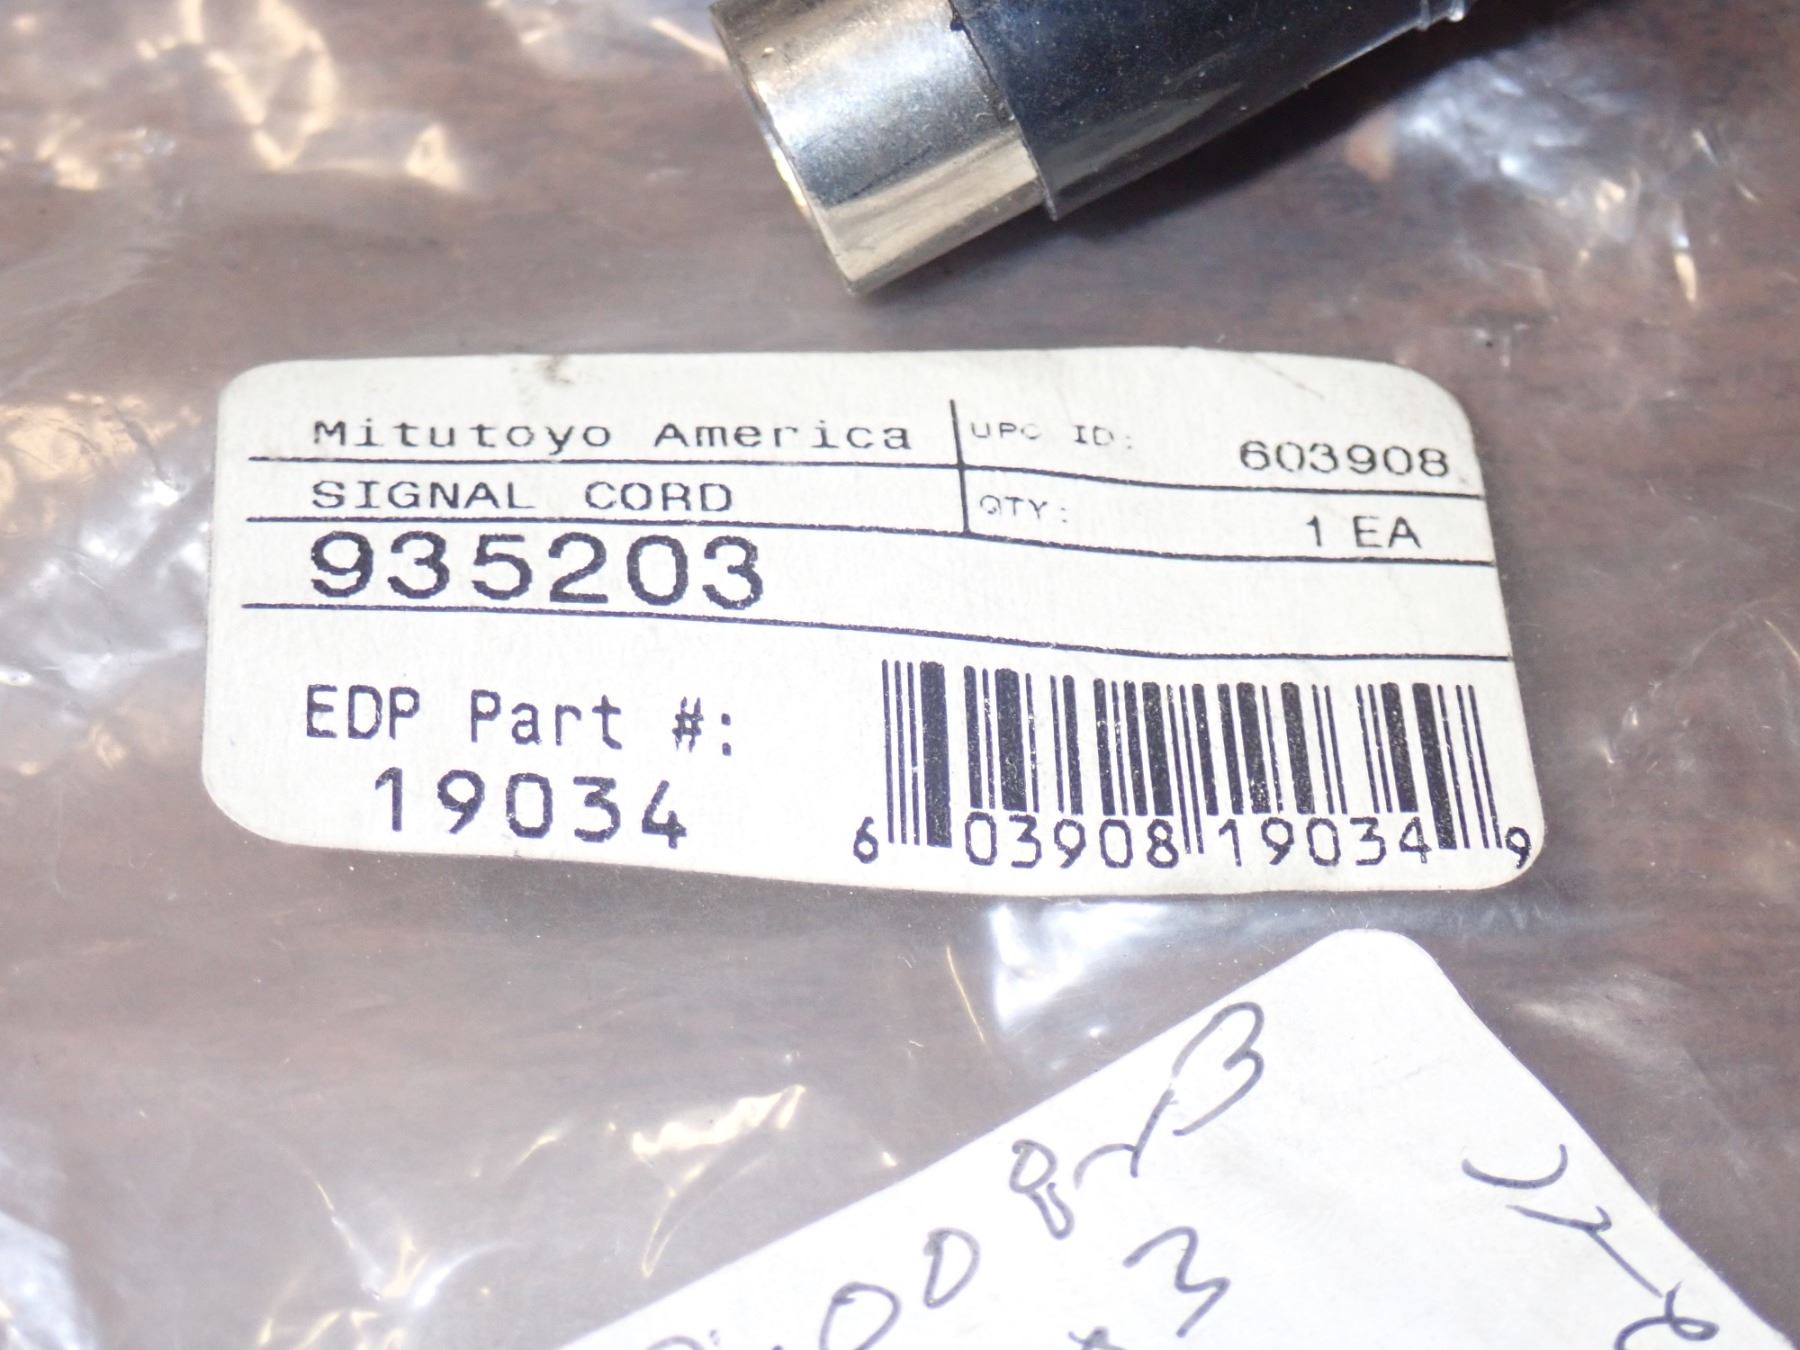 Mitutoyo America
UPC ID: 603908
SIGNAL CORD
QTY: 1 EA
935203
EDP Part #:
19034
6 03908 19034 9